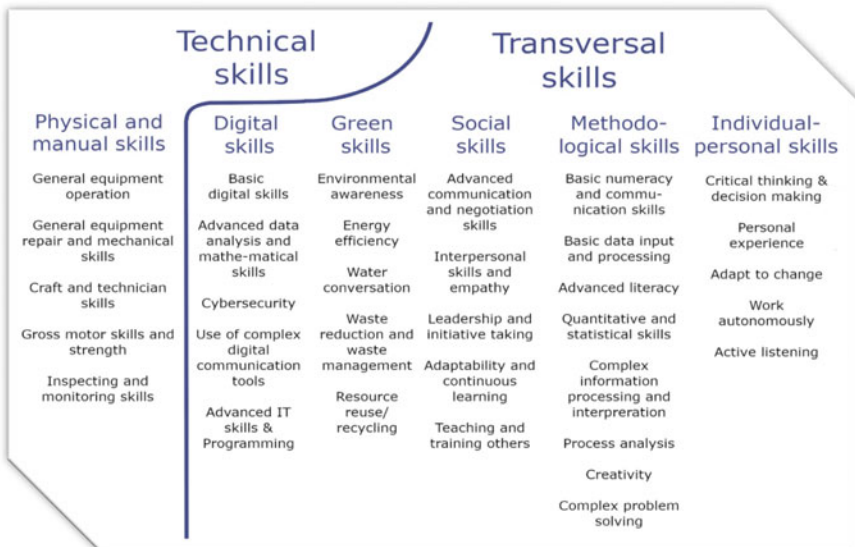 Technical
skills
Transversal
skills
Physical and
manual skills
General equipment
operation
General equipment
repair and mechanical
skills
Craft and technician
skills
Gross motor skills and
strength
Inspecting and
monitoring skills
Digital
skills
Basic
digital skills
Advanced data
analysis and
mathe-matical
skills
Cybersecurity
Use of complex
digital
communication
tools
Advanced IT
skills &
Programming
Green
skills
Environmental
awareness
Energy
efficiency
Water
conversation
Waste
reduction and
waste
management
Resource
reuse/
recycling
Social
skills
Advanced
communication
and negotiation
skills
Interpersonal
skills and
empathy
Leadership and
initiative taking
Adaptability and
continuous
learning
Teaching and
training others
Methodo-
logical skills
Basic numeracy
and commu-
nication skills
Basic data input
and processing
Advanced literacy
Quantitative and
statistical skills
Complex
information
processing and
interpreration
Process analysis
Creativity
Complex problem
solving
Individual-
personal skills
Critical thinking &
decision making
Personal
experience
Adapt to change
Work
autonomously
Active listening